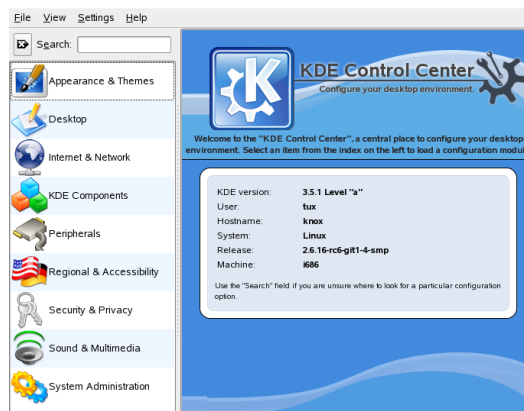 File View Settings Help
Search:
Appearance & Themes
Desktop
Internet & Network
KDE Components
Peripherals
Regional & Accessibility
Security & Privacy
Sound & Multimedia
System Administration
KDE Control Center
Configure your desktop environment.
Welcome to the "KDE Control Center", a central place to configure your desktop
environment. Select an item from the index on the left to load a configuration modul
KDE version: 3.5.1 Level "a"
User: tux
Hostname: knox
System: Linux
Release: 2.6.16-rc6-git1-4-smp
Machine: i686
Use the "Search" field if you are unsure where to look for a particular configuration
option.